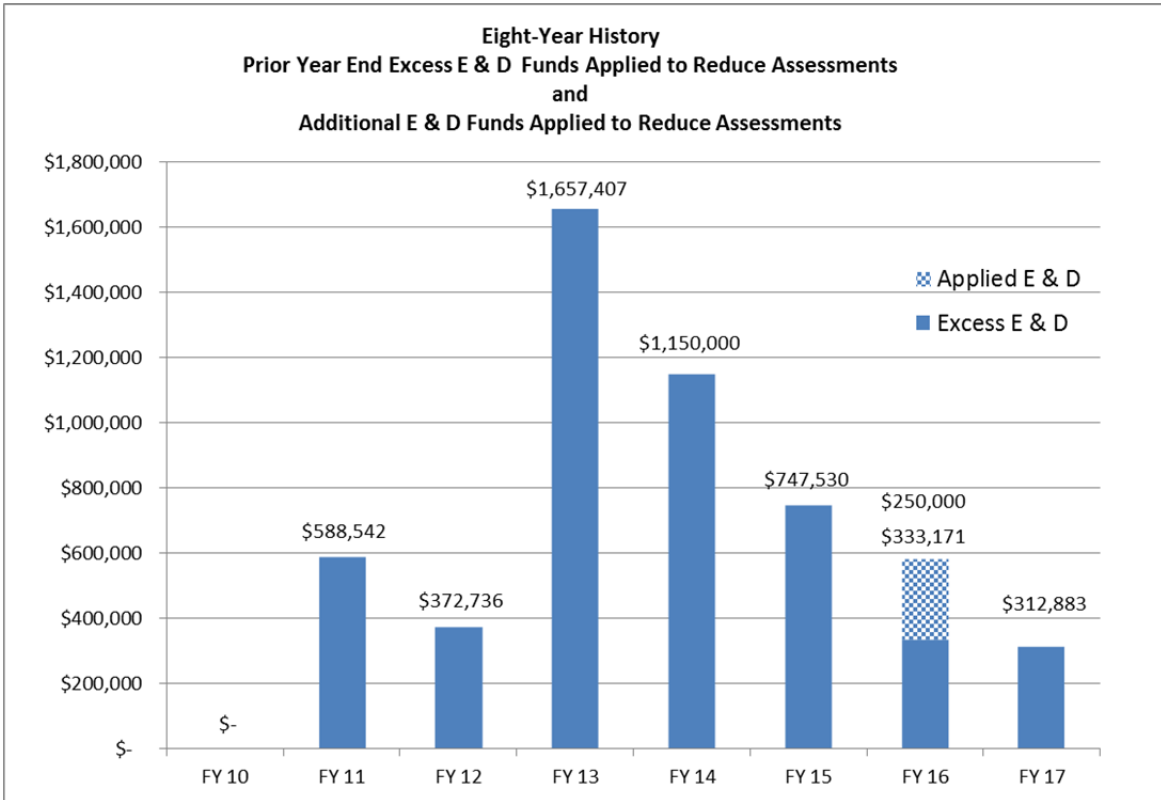 Eight-Year History
Prior Year End Excess E & D Funds Applied to Reduce Assessments
and
Additional E & D Funds Applied to Reduce Assessments
$1,800,000
$1,600,000
$1,400,000
$1,200,000
$1,000,000
$800,000
$600,000
$400,000
$200,000
$-
$-
$588,542
$372,736
$1,657,407
$1,150,000
$747,530
$250,000
$333,171
$312,883
Applied E & D
Excess E & D
FY 10 FY 11 FY 12 FY 13 FY 14 FY 15 FY 16 FY 17